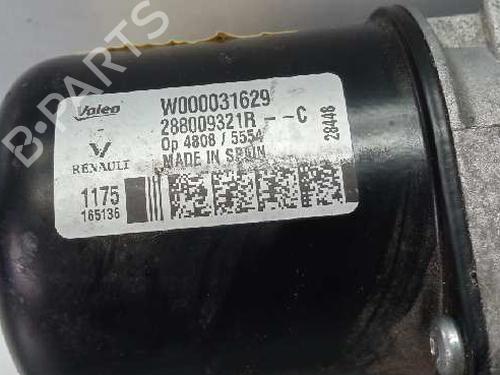 B-PARTS
Valeo
W000031629
288009321R--C
Op 4808 / 5554
MADE IN SPAIN
28448
RENAULT
1175
165136